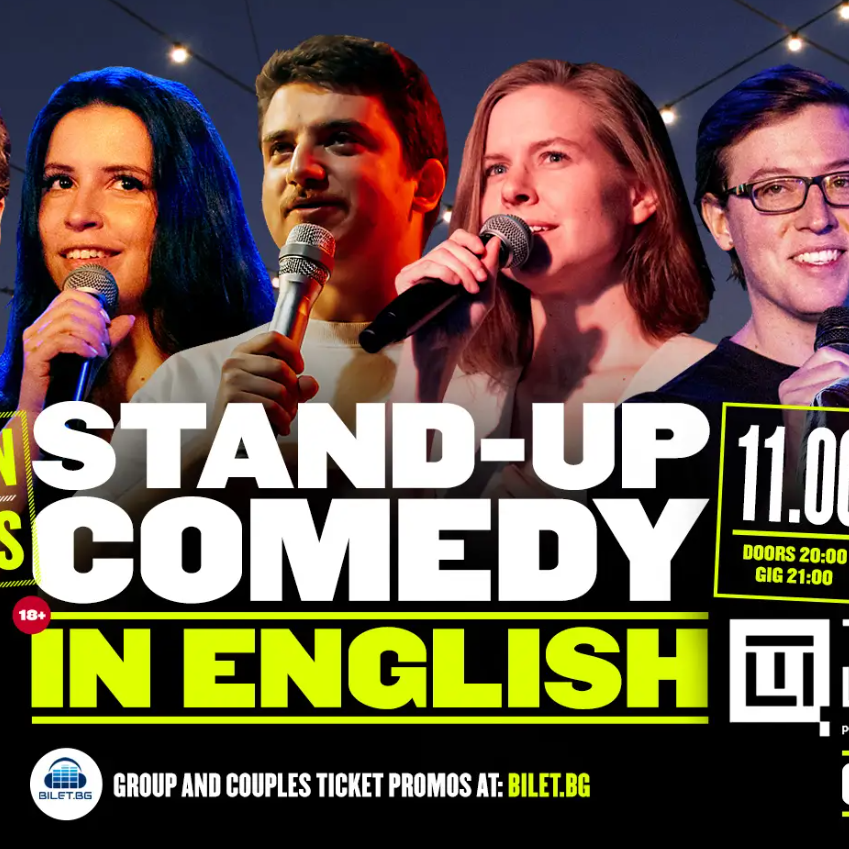 STAND-UP
COMEDY
IN ENGLISH
18+
DOORS 20:00
GIG 21:00
BILET.BG
GROUP AND COUPLES TICKET PROMOS AT: BILET.BG